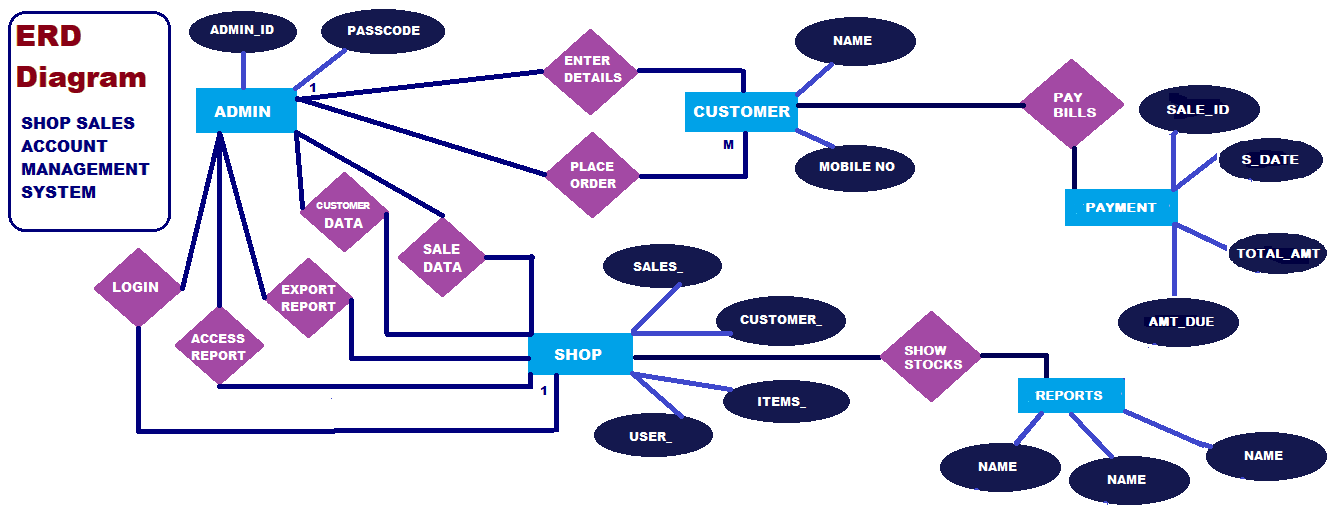 ERD
Diagram
SHOP SALES
ACCOUNT
MANAGEMENT
SYSTEM
ADMIN_ID
PASSCODE
1
ADMIN
ENTER
DETAILS
PLACE
ORDER
NAME
CUSTOMER
M
MOBILE NO
PAY
BILLS
SALE_ID
S_DATE
PAYMENT
TOTAL_AMT
AMT_DUE
CUSTOMER
DATA
SALE
DATA
LOGIN
EXPORT
REPORT
ACCESS
REPORT
SALES_
CUSTOMER_
SHOP
1
ITEMS_
USER_
SHOW
STOCKS
REPORTS
NAME
NAME
NAME